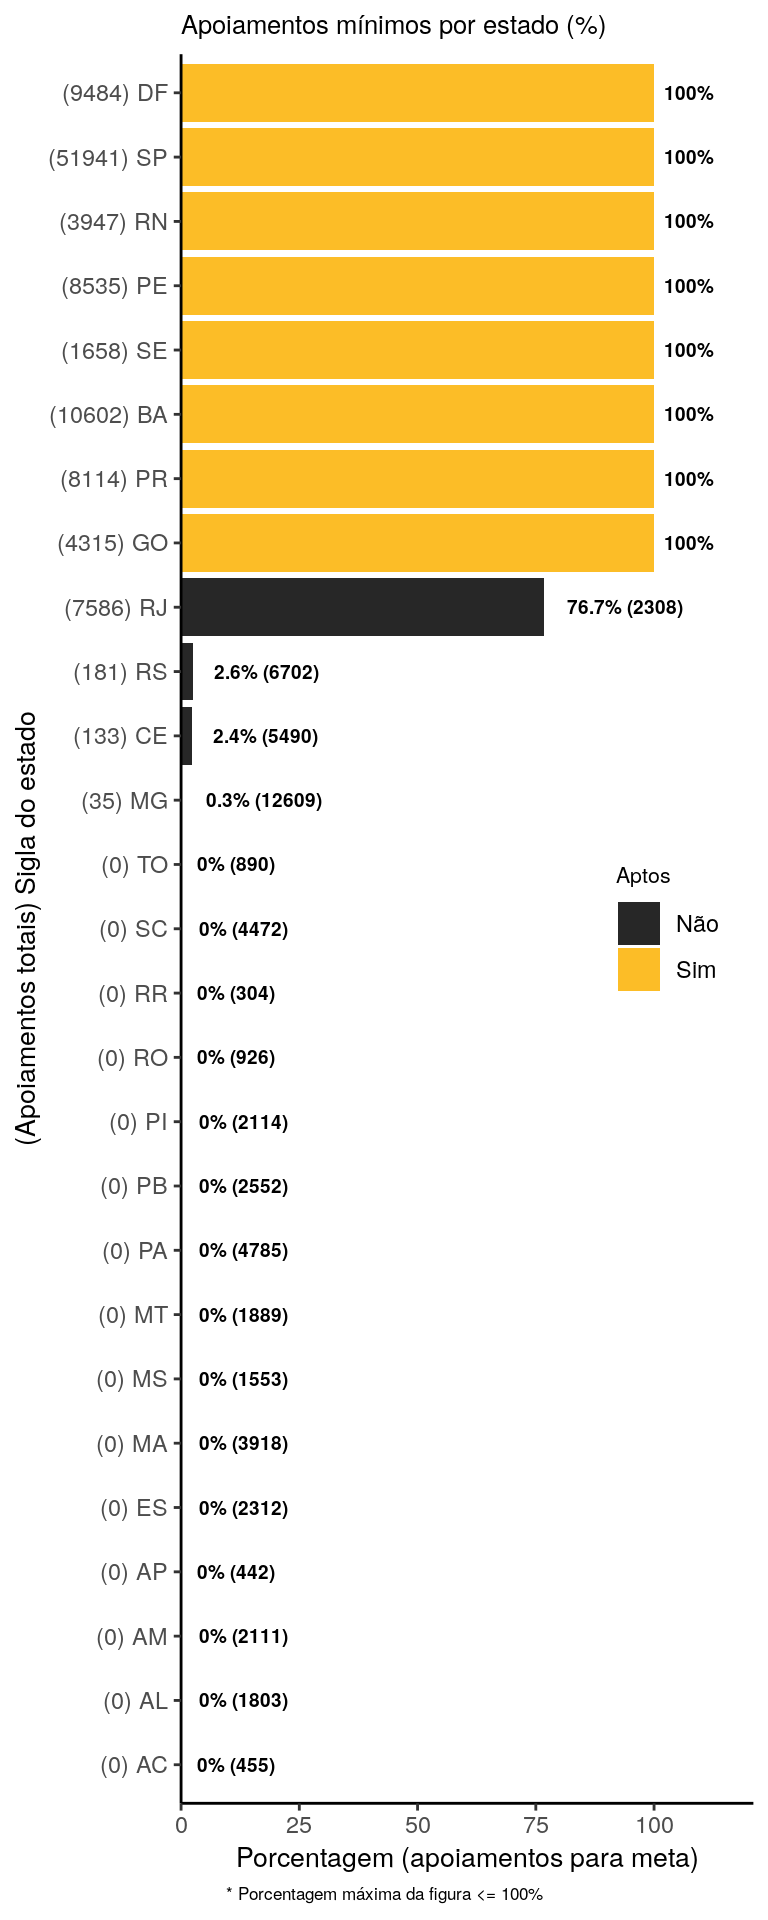 Apoiamentos mínimos por estado (%)
(9484) DF 100%
(51941) SP 100%
(3947) RN 100%
(8535) PE 100%
(1658) SE 100%
(10602) BA 100%
(8114) PR 100%
(4315) GO 100%
(7586) RJ 76.7% (2308)
(181) RS 2.6% (6702)
(133) CE 2.4% (5490)
(35) MG 0.3% (12609)
(0) TO 0% (890)
(0) SC 0% (4472)
(0) RR 0% (304)
(0) RO 0% (926)
(0) PI 0% (2114)
(0) PB 0% (2552)
(0) PA 0% (4785)
(0) MT 0% (1889)
(0) MS 0% (1553)
(0) MA 0% (3918)
(0) ES 0% (2312)
(0) AP 0% (442)
(0) AM 0% (2111)
(0) AL 0% (1803)
(0) AC 0% (455)
(Apoiamentos totais) Sigla do estado
Aptos
Não
Sim
0 25 50 75 100
Porcentagem (apoiamentos para meta)
* Porcentagem máxima da figura <= 100%